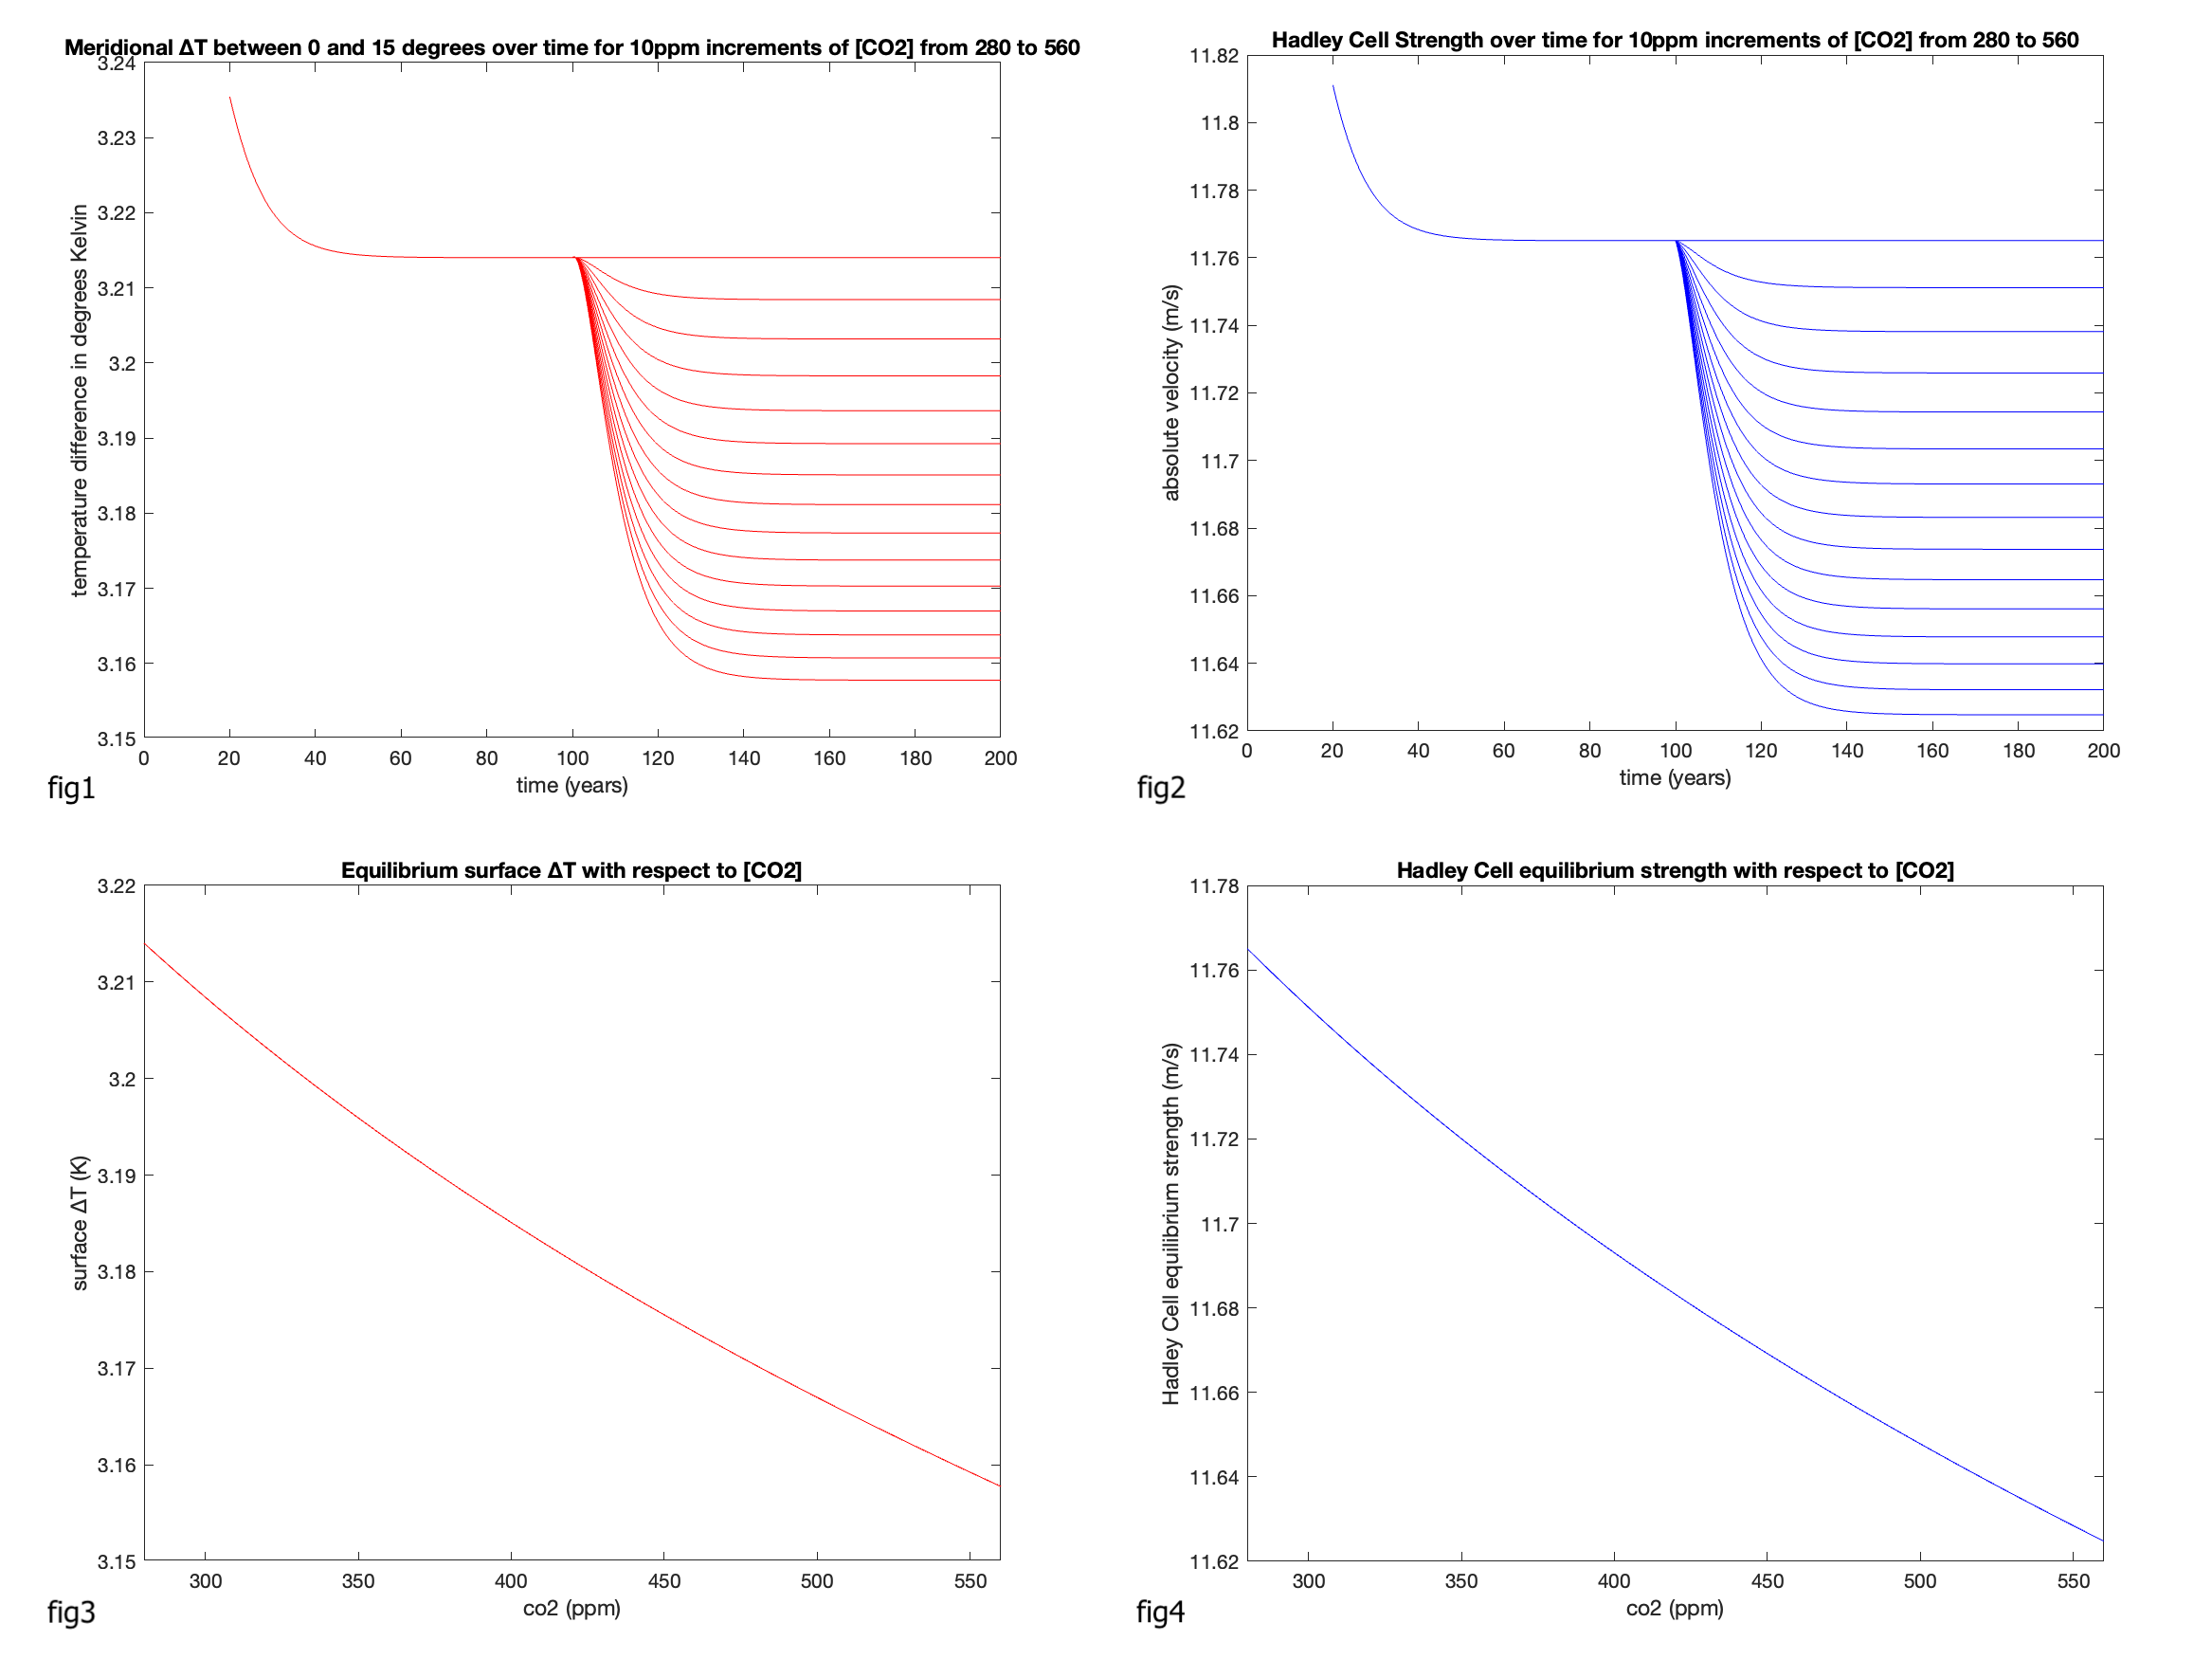 Meridional ΔT between 0 and 15 degrees over time for 10ppm increments of [CO2] from 280 to 560
3.24
3.23
3.22
3.21
3.2
3.19
3.18
3.17
3.16
3.15
temperature difference in degrees Kelvin
0 20 40 60 80 100 120 140 160 180 200
time (years)
fig1
Hadley Cell Strength over time for 10ppm increments of [CO2] from 280 to 560
11.82
11.8
11.78
11.76
11.74
11.72
11.7
11.68
11.66
11.64
11.62
absolute velocity (m/s)
0 20 40 60 80 100 120 140 160 180 200
time (years)
fig2
Equilibrium surface ΔT with respect to [CO2]
3.22
3.21
3.2
3.19
3.18
3.17
3.16
3.15
surface ΔT (K)
300 350 400 450 500 550
co2 (ppm)
fig3
Hadley Cell equilibrium strength with respect to [CO2]
11.78
11.76
11.74
11.72
11.7
11.68
11.66
11.64
11.62
Hadley Cell equilibrium strength (m/s)
300 350 400 450 500 550
co2 (ppm)
fig4